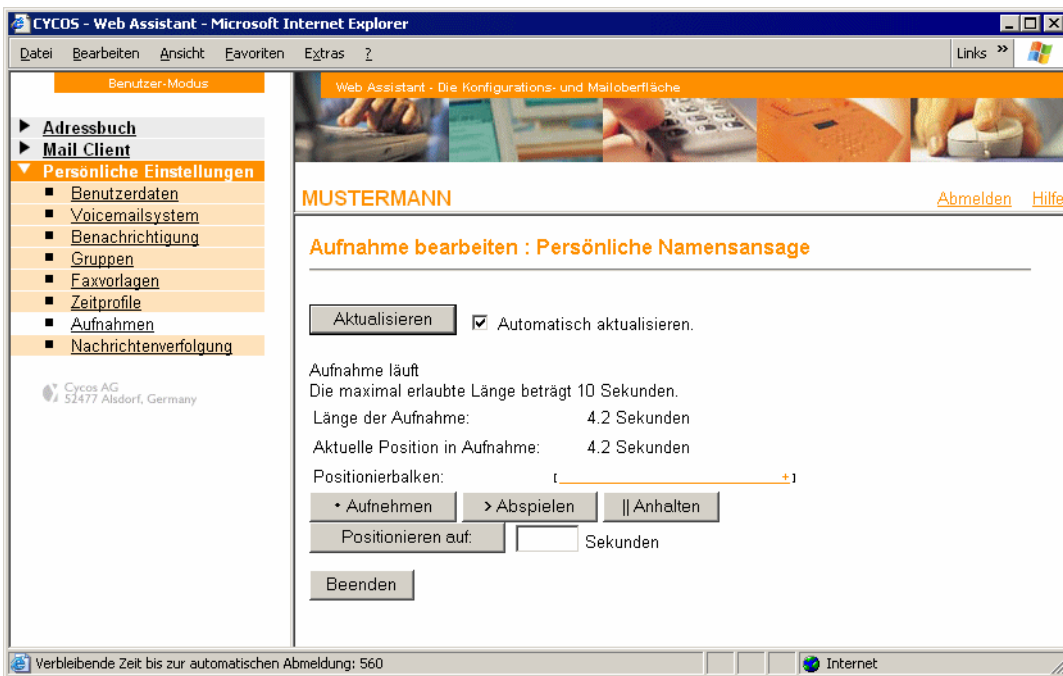 CYCOS - Web Assistant - Microsoft Internet Explorer
Datei Bearbeiten Ansicht Favoriten Extras ? Links »
Benutzer-Modus
Adressbuch
Mail Client
Persönliche Einstellungen
Benutzerdaten
Voicemailsystem
Benachrichtigung
Gruppen
Faxvorlagen
Zeitprofile
Aufnahmen
Nachrichtenverfolgung
Cycos AG
52477 Alsdorf, Germany
Web Assistant - Die Konfigurations- und Mailoberfläche
MUSTERMANN Abmelden Hilfe
Aufnahme bearbeiten : Persönliche Namensansage
Aktualisieren Automatisch aktualisieren.
Aufnahme läuft
Die maximal erlaubte Länge beträgt 10 Sekunden.
Länge der Aufnahme: 4.2 Sekunden
Aktuelle Position in Aufnahme: 4.2 Sekunden
Positionierbalken: [ + ]
• Aufnehmen > Abspielen || Anhalten
Positionieren auf: Sekunden
Beenden
Verbleibende Zeit bis zur automatischen Abmeldung: 560 Internet